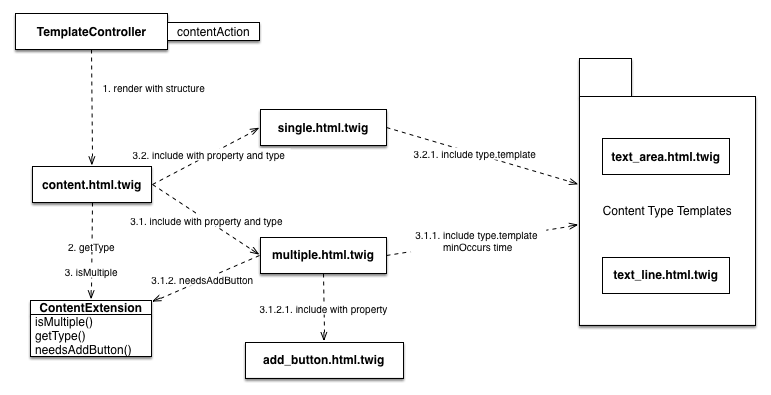 TemplateController
contentAction
1. render with structure
single.html.twig
3.2. include with property and type
3.2.1. include type.template
text_area.html.twig
content.html.twig
Content Type Templates
3.1. include with property and type
3.1.1. include type.template
minOccurs time
2. getType
multiple.html.twig
3. isMultiple
3.1.2. needsAddButton
text_line.html.twig
ContentExtension
isMultiple()
getType()
needsAddButton()
3.1.2.1. include with property
add_button.html.twig